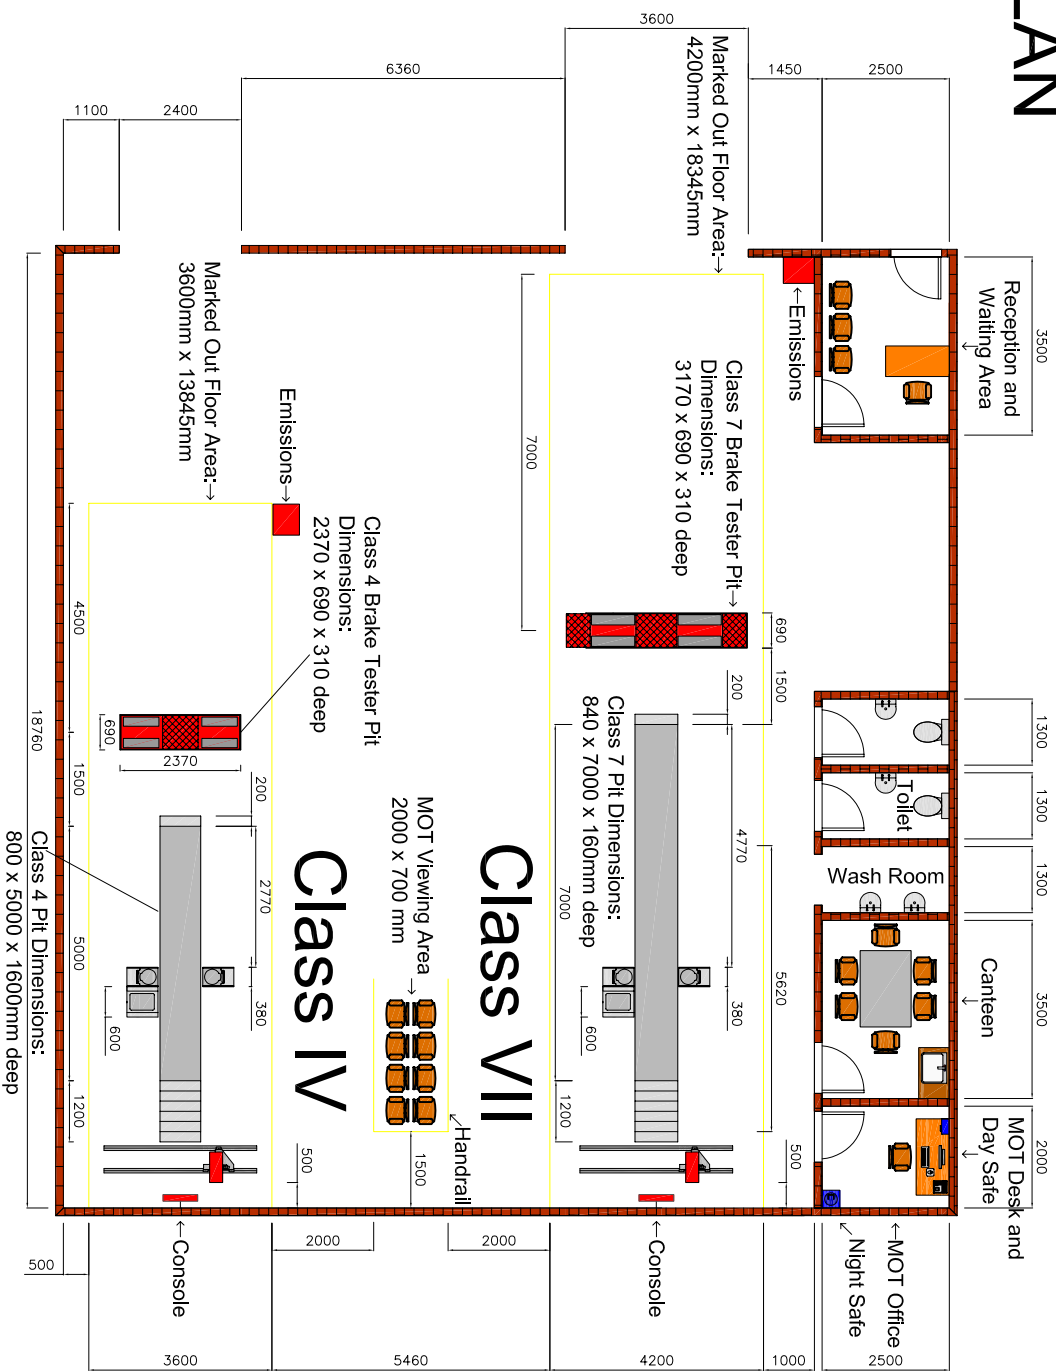 LAN
3600
6360
1450
2500
1100
2400
Marked Out Floor Area:
4200mm x 18345mm
Reception and
Waiting Area
3500
Emissions
Class 7 Brake Tester Pit
Dimensions:
3170 x 690 x 310 deep
Marked Out Floor Area:
3600mm x 13845mm
Emissions
7000
Class 4 Brake Tester Pit
Dimensions:
2370 x 690 x 310 deep
690
1500
200
4500
18760
690
2370
1500
200
1300
1300
1300
Toilet
Wash Room
Class 7 Pit Dimensions:
840 x 7000 x 160mm deep
4770
7000
5620
380
600
1200
500
MOT Viewing Area
2000 x 700 mm
Class VII
Class IV
2770
5000
380
600
1200
500
1500
Handrail
Canteen
3500
MOT Desk and
Day Safe
2000
Class 4 Pit Dimensions:
800 x 5000 x 1600mm deep
MOT Office
Night Safe
Console
Console
2000
2000
500
3600
5460
4200
1000
2500